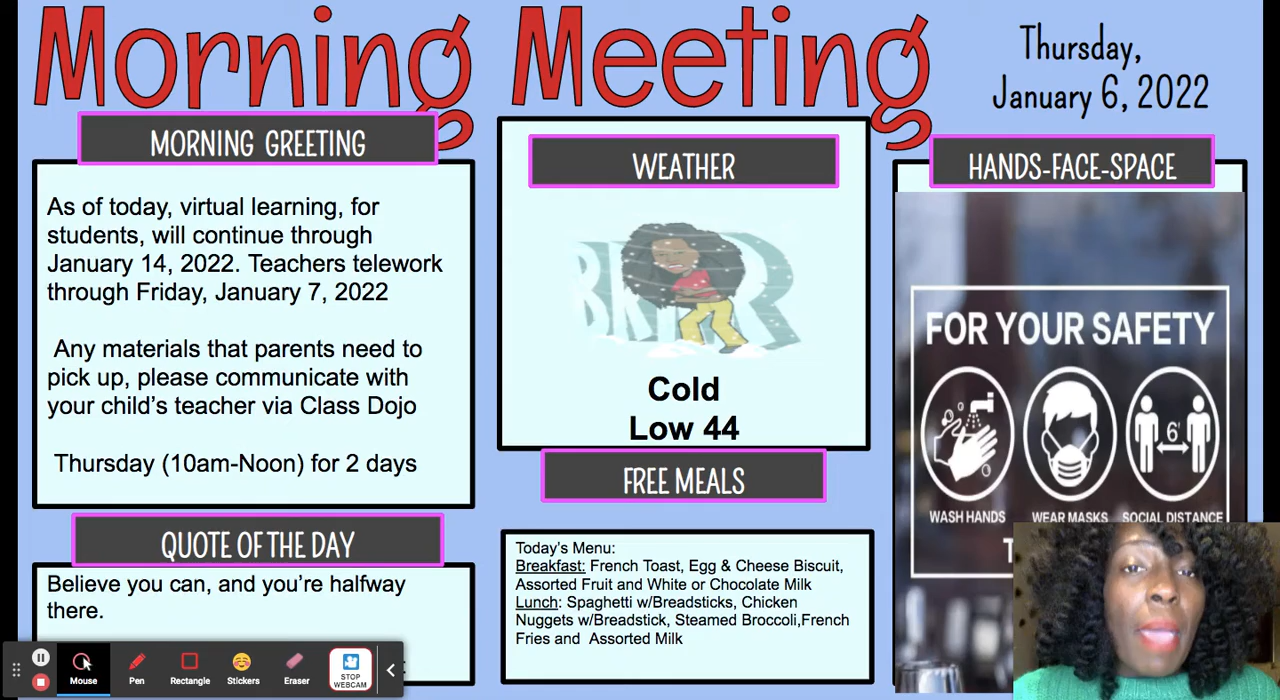 Morning Meeting
Thursday,
January 6, 2022
MORNING GREETING
As of today, virtual learning, for
students, will continue through
January 14, 2022. Teachers telework
through Friday, January 7, 2022
Any materials that parents need to
pick up, please communicate with
your child's teacher via Class Dojo
Thursday (10am-Noon) for 2 days
QUOTE OF THE DAY
Believe you can, and you're halfway
there.
WEATHER
BRRR
Cold
Low 44
FREE MEALS
Today's Menu:
Breakfast: French Toast, Egg & Cheese Biscuit,
Assorted Fruit and White or Chocolate Milk
Lunch: Spaghetti w/Breadsticks, Chicken
Nuggets w/Breadstick, Steamed Broccoli,French
Fries and Assorted Milk
HANDS-FACE-SPACE
FOR YOUR SAFETY
6'
WASH HANDS
WEAR MASKS
SOCIAL DISTANCE
Mouse
Pen
Rectangle
Stickers
Eraser
STOP
WEBCAM